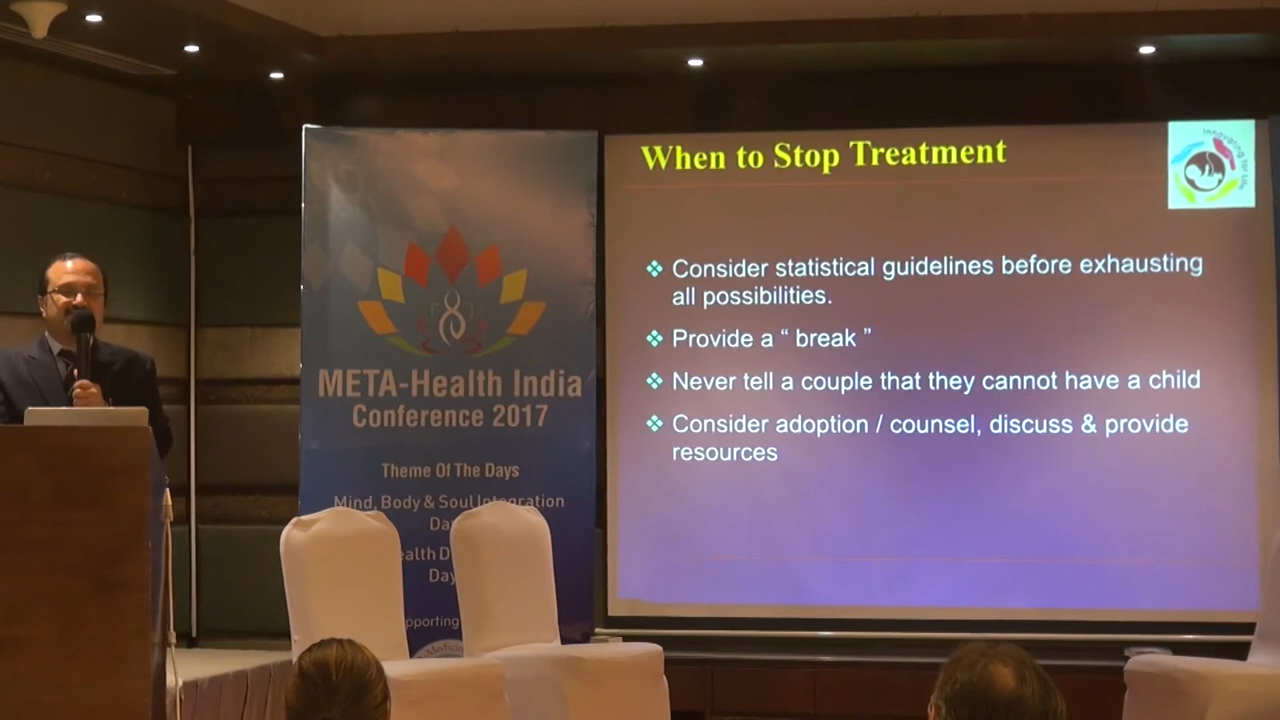 META-Health India
Conference 2017
Theme Of The Days
Mind, Body & Soul Integration
pporting
When to Stop Treatment
Innovating for Life
❖ Consider statistical guidelines before exhausting
all possibilities.
❖ Provide a “ break ”
❖ Never tell a couple that they cannot have a child
❖ Consider adoption / counsel, discuss & provide
resources